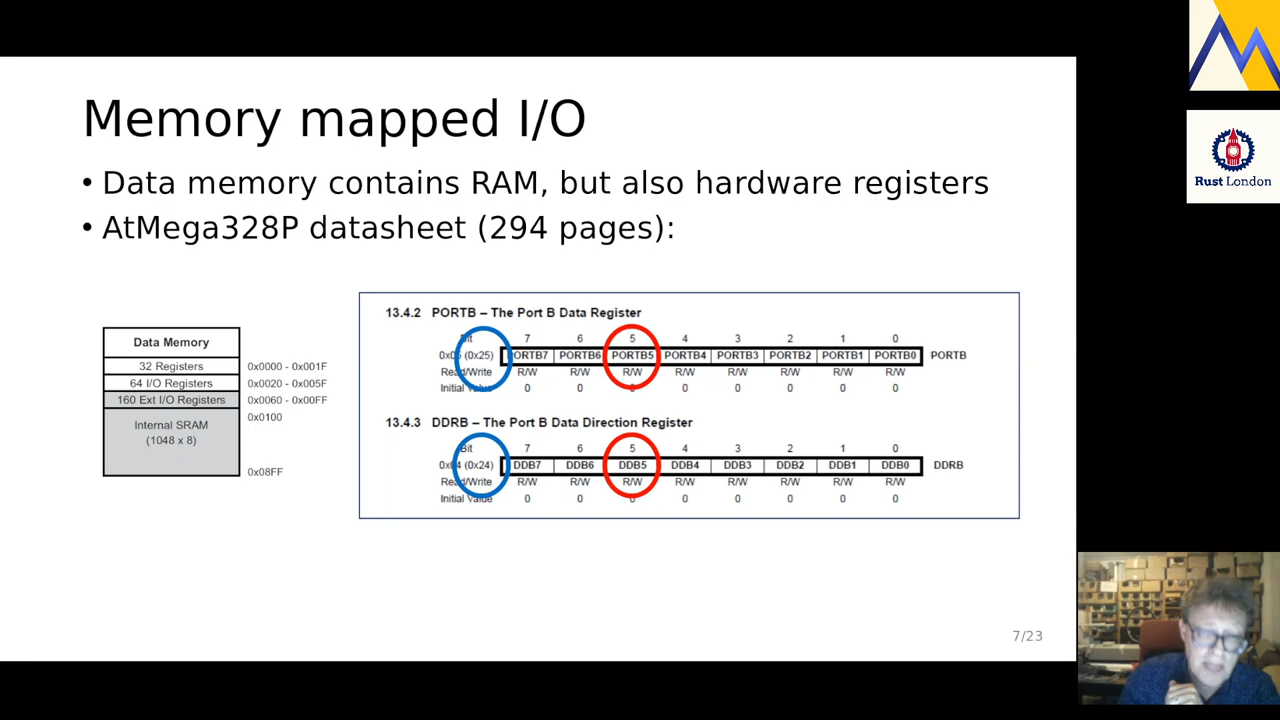 Memory mapped I/O
• Data memory contains RAM, but also hardware registers
• AtMega328P datasheet (294 pages):
Data Memory
32 Registers 0x0000 - 0x001F
64 I/O Registers 0x0020 - 0x005F
160 Ext I/O Registers 0x0060 - 0x00FF
0x0100
Internal SRAM
(1048 x 8)
0x08FF
13.4.2 PORTB – The Port B Data Register
Bit 7 6 5 4 3 2 1 0
0x05 (0x25) PORTB7 PORTB6 PORTB5 PORTB4 PORTB3 PORTB2 PORTB1 PORTB0 PORTB
Read/Write R/W R/W R/W R/W R/W R/W R/W R/W
Initial Value 0 0 0 0 0 0 0 0
13.4.3 DDRB – The Port B Data Direction Register
Bit 7 6 5 4 3 2 1 0
0x04 (0x24) DDB7 DDB6 DDB5 DDB4 DDB3 DDB2 DDB1 DDB0 DDRB
Read/Write R/W R/W R/W R/W R/W R/W R/W R/W
Initial Value 0 0 0 0 0 0 0 0
7/23
Rust London